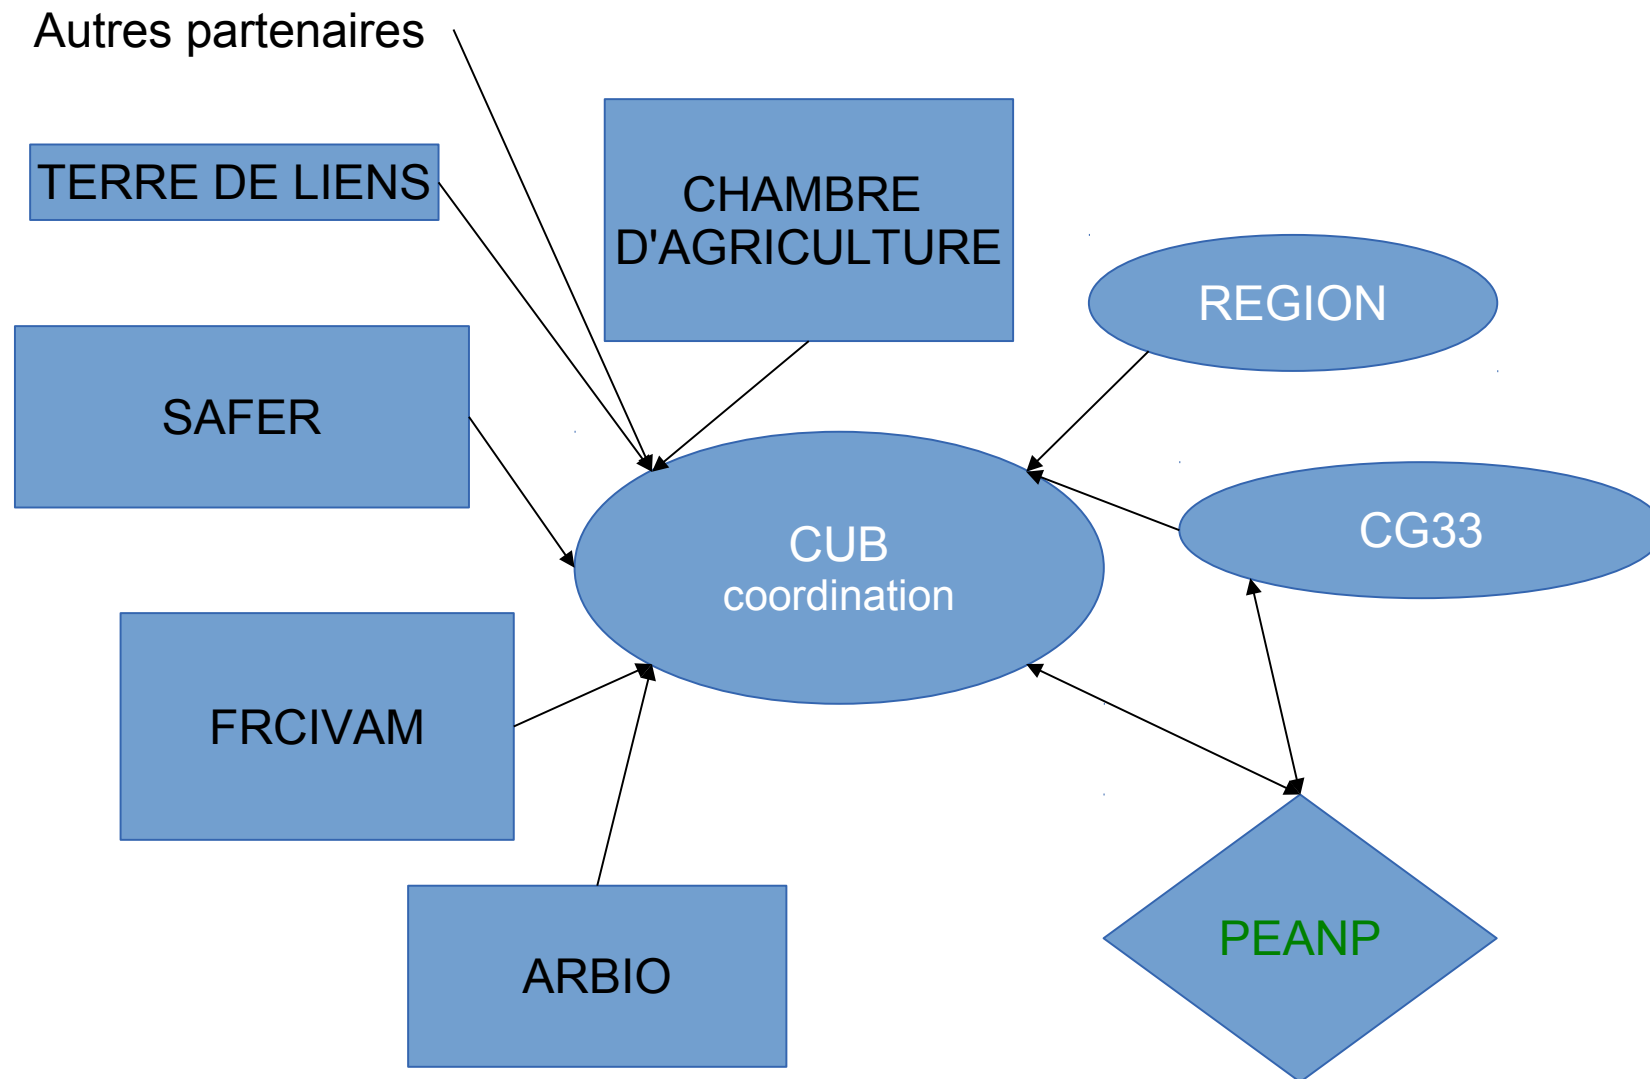 Autres partenaires
TERRE DE LIENS
CHAMBRE
D'AGRICULTURE
REGION
SAFER
CG33
CUB
coordination
FRCIVAM
PEANP
ARBIO